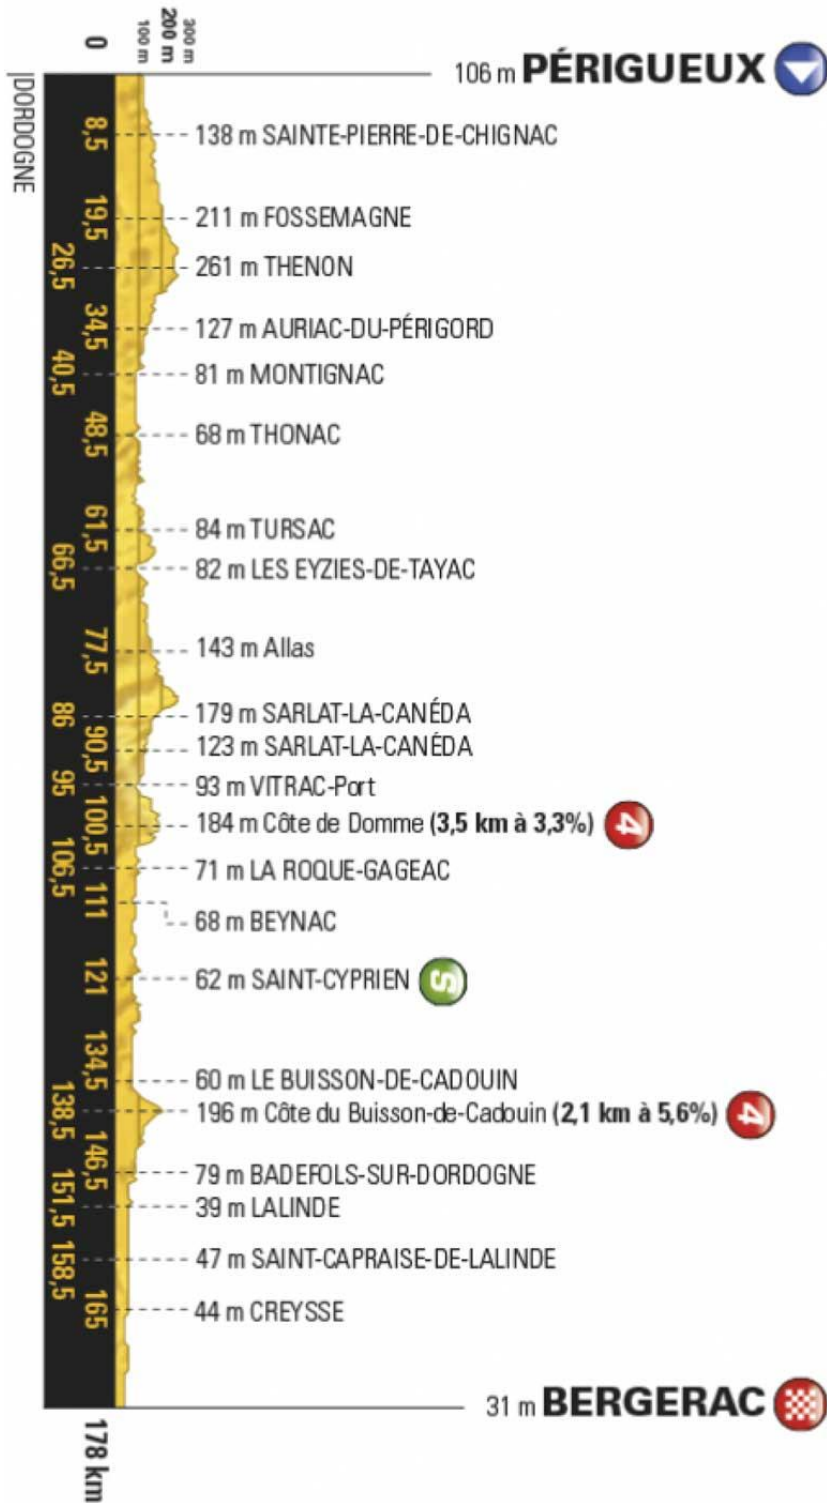 0
100 m
200 m
300 m
106 m PÉRIGUEUX
DORDOGNE
8,5
138 m SAINTE-PIERRE-DE-CHIGNAC
19,5
211 m FOSSEMAGNE
26,5
261 m THENON
34,5
127 m AURIAC-DU-PÉRIGORD
40,5
81 m MONTIGNAC
48,5
68 m THONAC
61,5
84 m TURSAC
66,5
82 m LES EYZIES-DE-TAYAC
77,5
143 m Allas
86
179 m SARLAT-LA-CANÉDA
90,5
123 m SARLAT-LA-CANÉDA
95
93 m VITRAC-Port
100,5
184 m Côte de Domme (3,5 km à 3,3%) 4
106,5
71 m LA ROQUE-GAGEAC
111
68 m BEYNAC
121
62 m SAINT-CYPRIEN S
134,5
60 m LE BUISSON-DE-CADOUIN
138,5
196 m Côte du Buisson-de-Cadouin (2,1 km à 5,6%) 4
146,5
79 m BADEFOLS-SUR-DORDOGNE
151,5
39 m LALINDE
158,5
47 m SAINT-CAPRAISE-DE-LALINDE
165
44 m CREYSSE
31 m BERGERAC
178 km